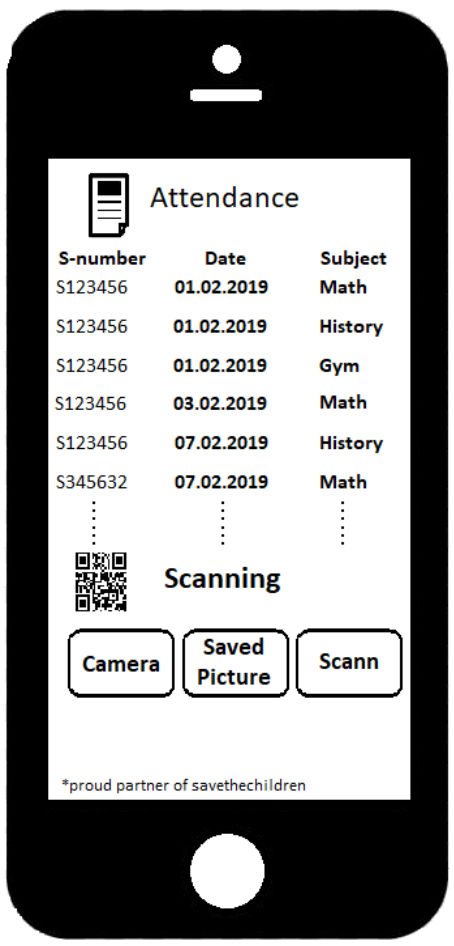 Attendance
S-number Date Subject
S123456 01.02.2019 Math
S123456 01.02.2019 History
S123456 01.02.2019 Gym
S123456 03.02.2019 Math
S123456 07.02.2019 History
S345632 07.02.2019 Math
Scanning
Camera
Saved
Picture
Scann
*proud partner of savethechildren